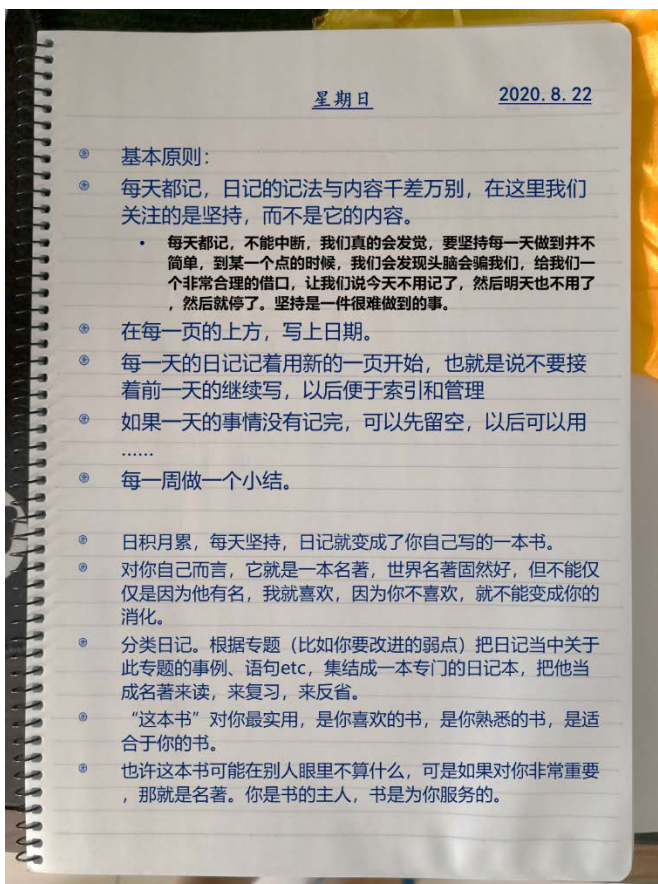 星期日
2020.8.22
基本原则：
每天都记，日记的记法与内容千差万别，在这里我们
关注的是坚持，而不是它的内容。
每天都记，不能中断，我们真的会发觉，要坚持每一天做到并不
简单，到某一个点的时候，我们会发现头脑会骗我们，给我们一
个非常合理的借口，让我们说今天不用记了，然后明天也不用了
，然后就停了。坚持是一件很难做到的事。
在每一页的上方，写上日期。
每一天的日记记着用新的一页开始，也就是说不要接
着前一天的继续写，以后便于索引和管理
如果一天的事情没有记完，可以先留空，以后可以用
……
每一周做一个小结。
日积月累，每天坚持，日记就变成了你自己写的一本书。
对你自己而言，它就是一本名著，世界名著固然好，但不能仅
仅是因为他有名，我就喜欢，因为你不喜欢，就不能变成你的
消化。
分类日记。根据专题（比如你要改进的弱点）把日记当中关于
此专题的事例、语句etc，集结成一本专门的日记本，把他当
成名著来读，来复习，来反省。
“这本书”对你最实用，是你喜欢的书，是你熟悉的书，是适
合于你的书。
也许这本书可能在别人眼里不算什么，可是如果对你非常重要
，那就是名著。你是书的主人，书是为你服务的。